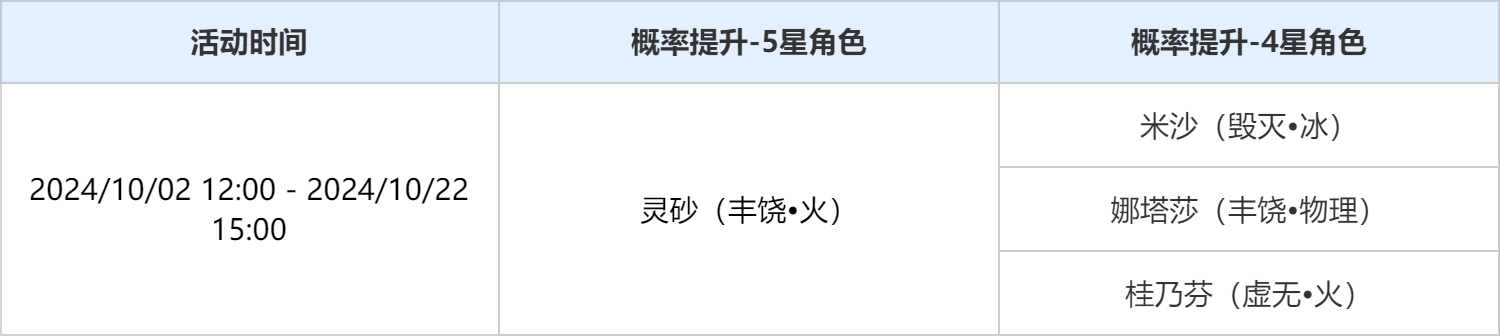 活动时间
概率提升-5星角色
概率提升-4星角色
2024/10/02 12:00 - 2024/10/22
15:00
灵砂（丰饶•火）
米沙（毁灭•冰）
娜塔莎（丰饶•物理）
桂乃芬（虚无•火）